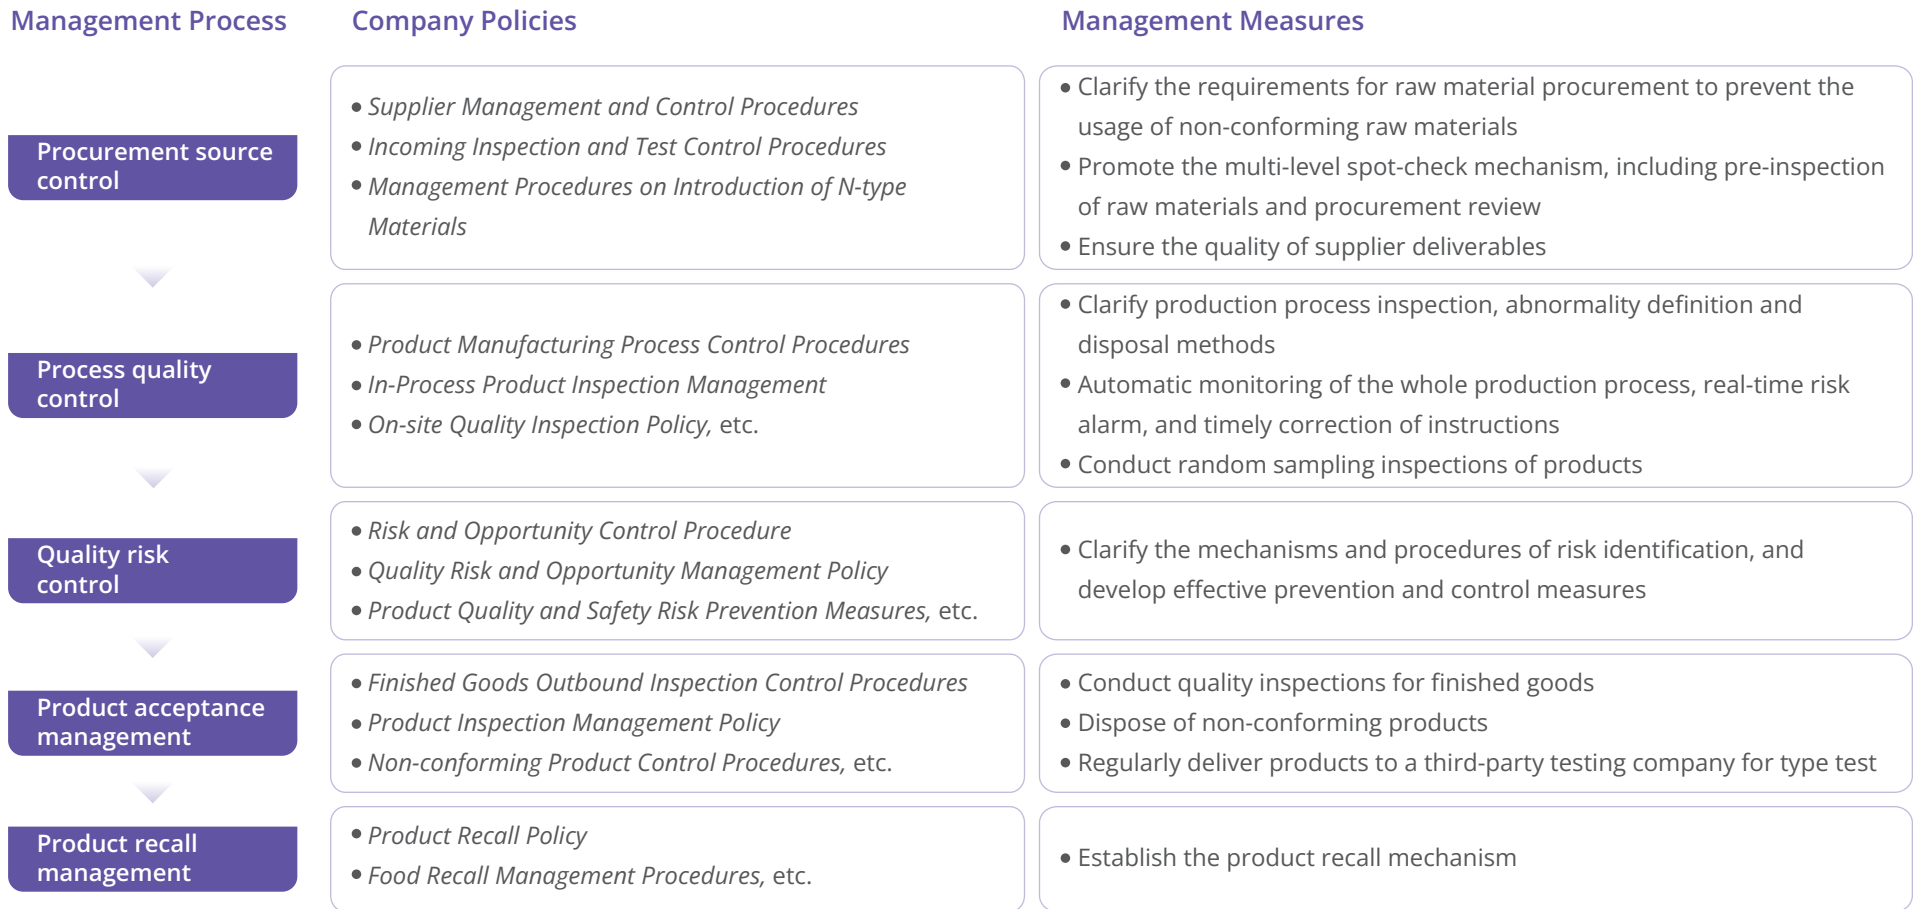 Management Process
Company Policies
Management Measures
Procurement source
control
• Supplier Management and Control Procedures
• Incoming Inspection and Test Control Procedures
• Management Procedures on Introduction of N-type
Materials
• Clarify the requirements for raw material procurement to prevent the
usage of non-conforming raw materials
• Promote the multi-level spot-check mechanism, including pre-inspection
of raw materials and procurement review
• Ensure the quality of supplier deliverables
Process quality
control
• Product Manufacturing Process Control Procedures
• In-Process Product Inspection Management
• On-site Quality Inspection Policy, etc.
• Clarify production process inspection, abnormality definition and
disposal methods
• Automatic monitoring of the whole production process, real-time risk
alarm, and timely correction of instructions
• Conduct random sampling inspections of products
Quality risk
control
• Risk and Opportunity Control Procedure
• Quality Risk and Opportunity Management Policy
• Product Quality and Safety Risk Prevention Measures, etc.
• Clarify the mechanisms and procedures of risk identification, and
develop effective prevention and control measures
Product acceptance
management
• Finished Goods Outbound Inspection Control Procedures
• Product Inspection Management Policy
• Non-conforming Product Control Procedures, etc.
• Conduct quality inspections for finished goods
• Dispose of non-conforming products
• Regularly deliver products to a third-party testing company for type test
Product recall
management
• Product Recall Policy
• Food Recall Management Procedures, etc.
• Establish the product recall mechanism